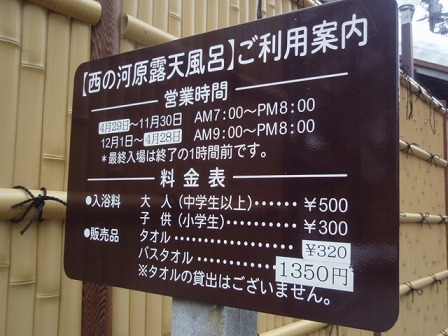 【西の河原露天風呂】ご利用案内
営業時間
4月29日〜11月30日 AM7:00〜PM8:00
12月1日〜4月28日 AM9:00〜PM8:00
*最終入場は終了の1時間前です。
料金表
●入浴料 大人(中学生以上)……… ¥500
子供(小学生)………… ¥300
●販売品 タオル……………… ¥320
バスタオル…………… 1350円
※タオルの貸出はございません。